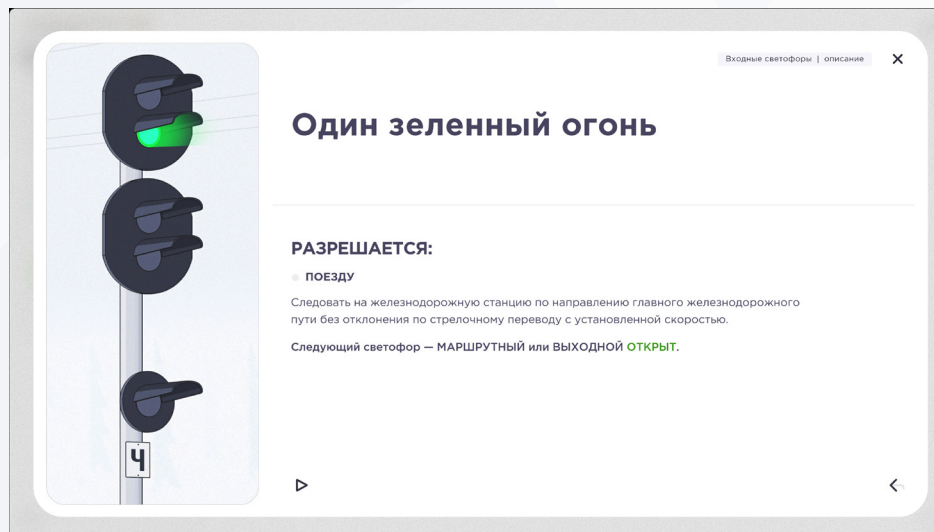 Входные светофоры | описание
Один зеленный огонь
РАЗРЕШАЕТСЯ:
ПОЕЗДУ
Следовать на железнодорожную станцию по направлению главного железнодорожного
пути без отклонения по стрелочному переводу с установленной скоростью.
Следующий светофор — МАРШРУТНЫЙ или ВЫХОДНОЙ ОТКРЫТ.
Ч